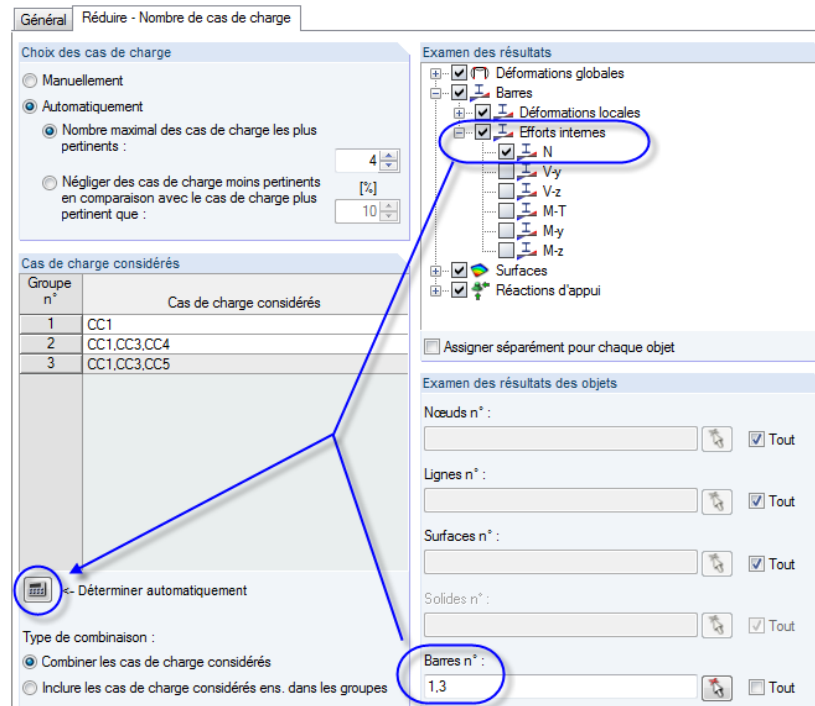 Général
Réduire - Nombre de cas de charge
Choix des cas de charge
Manuellement
Automatiquement
Nombre maximal des cas de charge les plus
pertinents :
4
Négliger des cas de charge moins pertinents
en comparaison avec le cas de charge plus
pertinent que :
[%]
10
Cas de charge considérés
Groupe
n°
Cas de charge considérés
1 CC1
2 CC1,CC3,CC4
3 CC1,CC3,CC5
<- Déterminer automatiquement
Type de combinaison :
Combiner les cas de charge considérés
Inclure les cas de charge considérés ens. dans les groupes
Examen des résultats
Déformations globales
Barres
Déformations locales
Efforts internes
N
V-y
V-z
M-T
M-y
M-z
Surfaces
Réactions d'appui
Assigner séparément pour chaque objet
Examen des résultats des objets
Nœuds n° :
Tout
Lignes n° :
Tout
Surfaces n° :
Tout
Solides n° :
Tout
Barres n° :
1,3
Tout